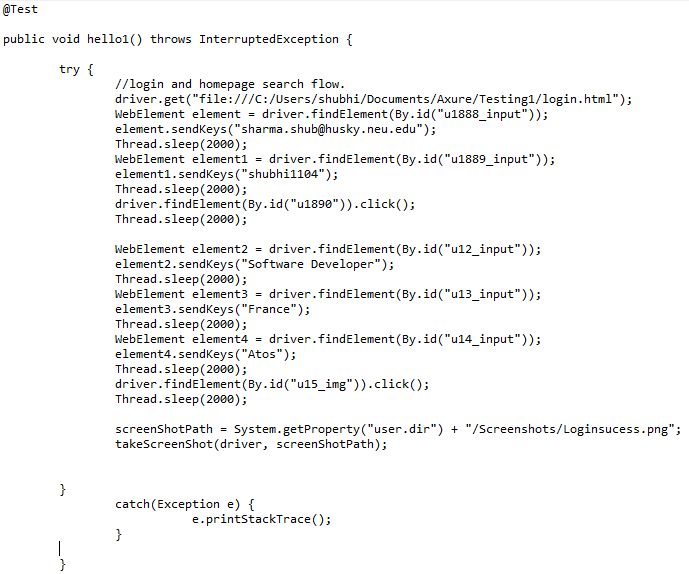 @Test
public void hello1() throws InterruptedException {
try {
//login and homepage search flow.
driver.get("file:///C:/Users/shubhi/Documents/Axure/Testing1/login.html");
WebElement element = driver.findElement(By.id("u1888_input"));
element.sendKeys("sharma.shub@husky.neu.edu");
Thread.sleep(2000);
WebElement element1 = driver.findElement(By.id("u1889_input"));
element1.sendKeys("shubhi1104");
Thread.sleep(2000);
driver.findElement(By.id("u1890")).click();
Thread.sleep(2000);
WebElement element2 = driver.findElement(By.id("u12_input"));
element2.sendKeys("Software Developer");
Thread.sleep(2000);
WebElement element3 = driver.findElement(By.id("u13_input"));
element3.sendKeys("France");
Thread.sleep(2000);
WebElement element4 = driver.findElement(By.id("u14_input"));
element4.sendKeys("Atos");
Thread.sleep(2000);
driver.findElement(By.id("u15_img")).click();
Thread.sleep(2000);
screenShotPath = System.getProperty("user.dir") + "/Screenshots/Loginsucess.png";
takeScreenShot(driver, screenShotPath);
}
catch(Exception e) {
e.printStackTrace();
}
}